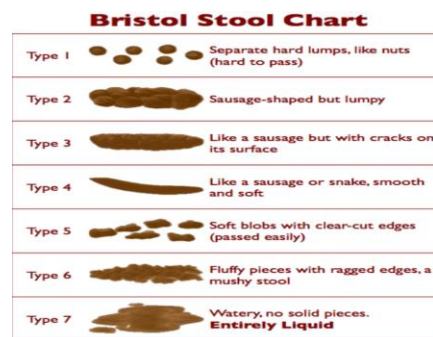 Bristol Stool Chart
Type 1
Separate hard lumps, like nuts
(hard to pass)
Type 2
Sausage-shaped but lumpy
Type 3
Like a sausage but with cracks on
its surface
Type 4
Like a sausage or snake, smooth
and soft
Type 5
Soft blobs with clear-cut edges
(passed easily)
Type 6
Fluffy pieces with ragged edges, a
mushy stool
Type 7
Watery, no solid pieces.
Entirely Liquid